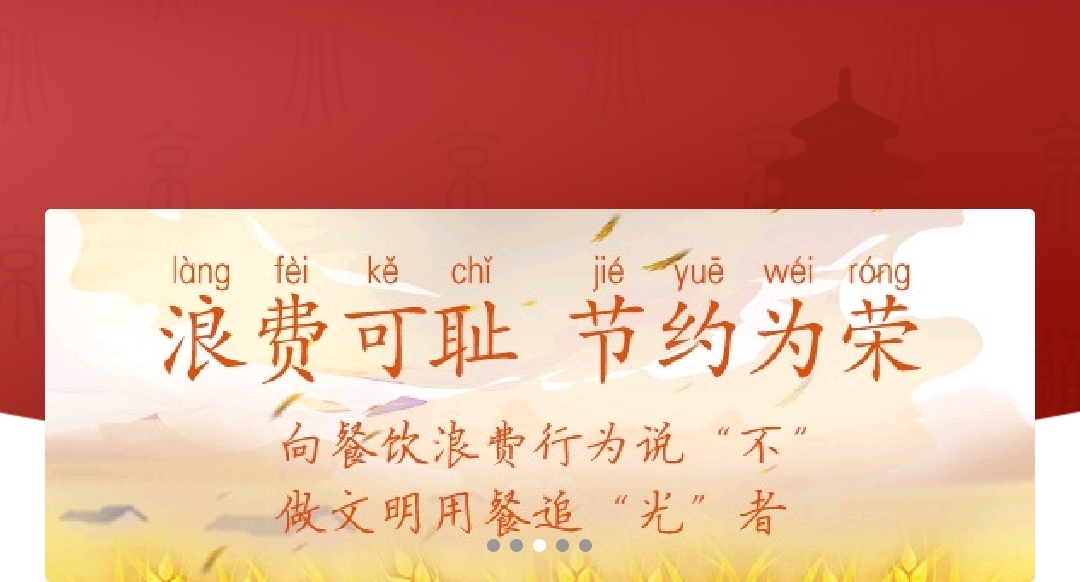 làng fèi kě chǐ jié yuē wéi róng
浪费可耻 节约为荣
向餐饮浪费行为说“不”
做文明用餐追“光”者